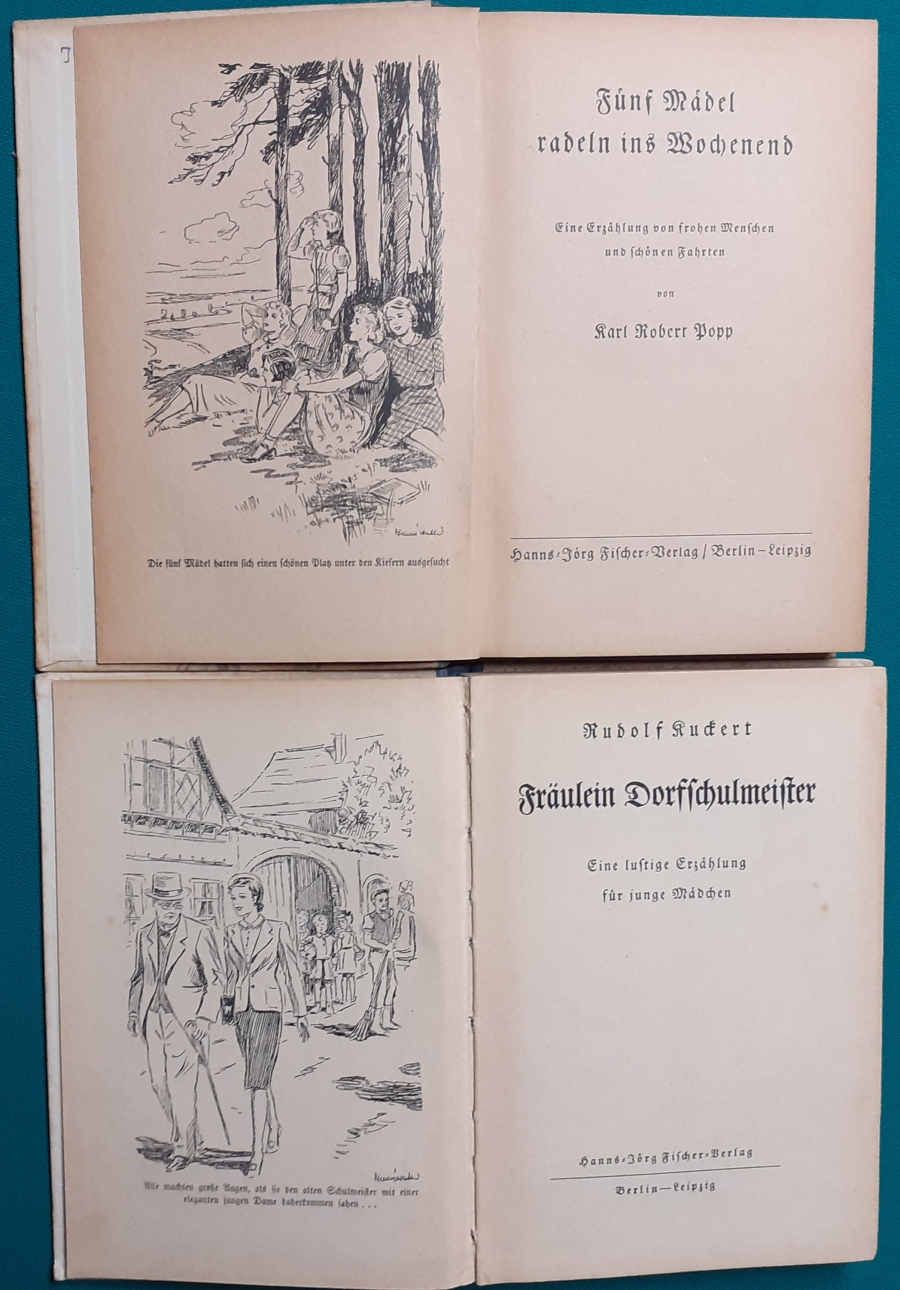 Fünf Mädel
radeln ins Wochenend
Eine Erzählung von frohen Menschen
und schönen Fahrten
von
Karl Robert Popp
Hanns-Jörg Fischer-Verlag / Berlin–Leipzig
Die fünf Mädel hatten sich einen schönen Platz unter den Kiefern ausgesucht
Rudolf Kuckert
Fräulein Dorfschulmeister
Eine lustige Erzählung
für junge Mädchen
Hanns-Jörg Fischer-Verlag
Berlin—Leipzig
Alle machten große Augen, als sie den alten Schulmeister mit einer
eleganten jungen Dame daherkommen sahen . . .